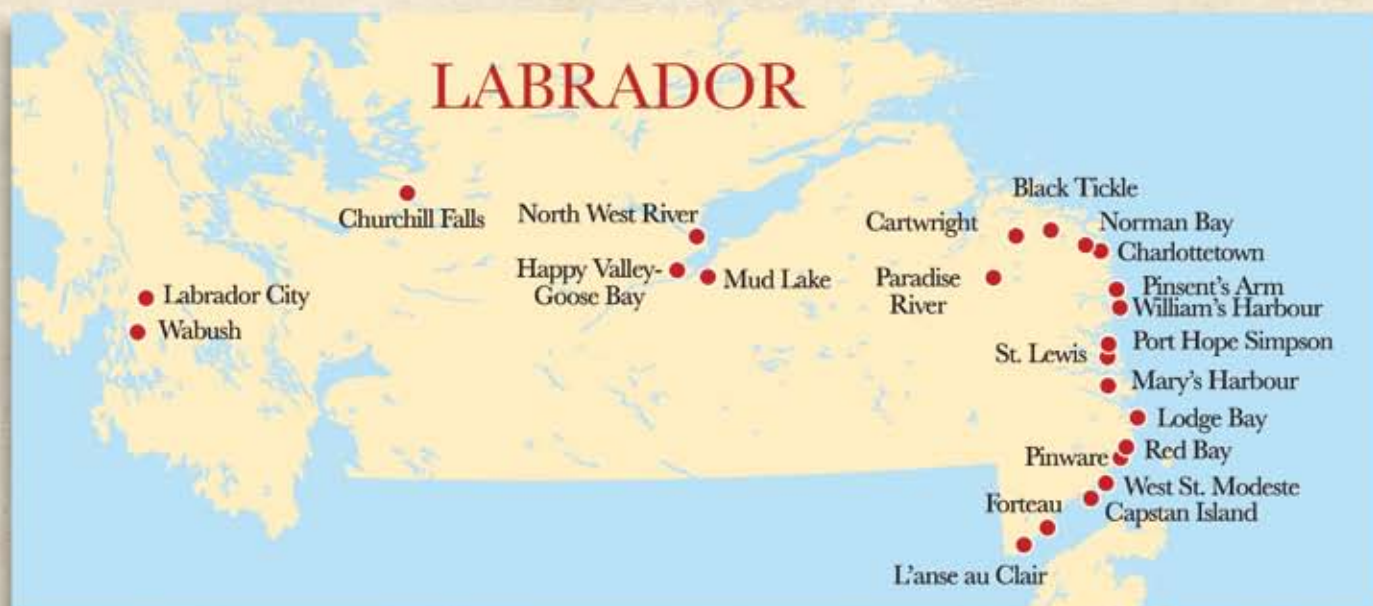 LABRADOR
Black Tickle
Churchill Falls
North West River
Cartwright
Norman Bay
Charlottetown
Happy Valley-
Goose Bay
Mud Lake
Paradise
River
Pinsent's Arm
William's Harbour
Labrador City
Wabush
St. Lewis
Port Hope Simpson
Mary's Harbour
Lodge Bay
Pinware
Red Bay
West St. Modeste
Forteau
Capstan Island
L'anse au Clair